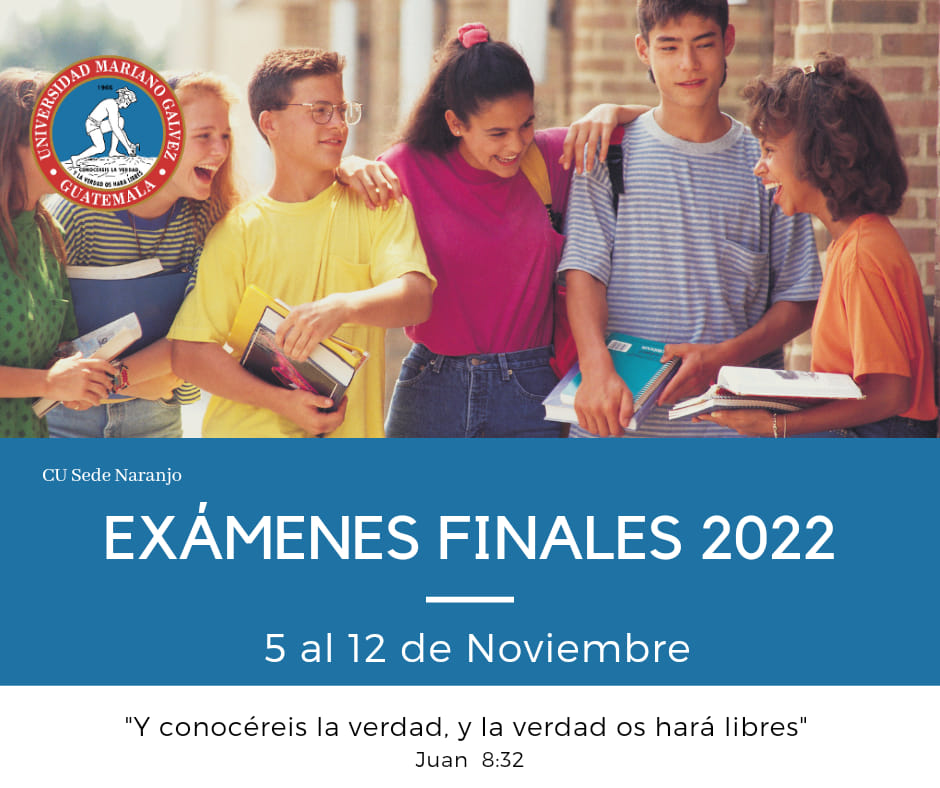 UNIVERSIDAD MARIANO GALVEZ
1966
CONOCEREIS LA VERDAD
Y LA VERDAD OS HARÁ LIBRES
• GUATEMALA •
CU Sede Naranjo
EXÁMENES FINALES 2022
5 al 12 de Noviembre
"Y conocéreis la verdad, y la verdad os hará libres"
Juan 8:32